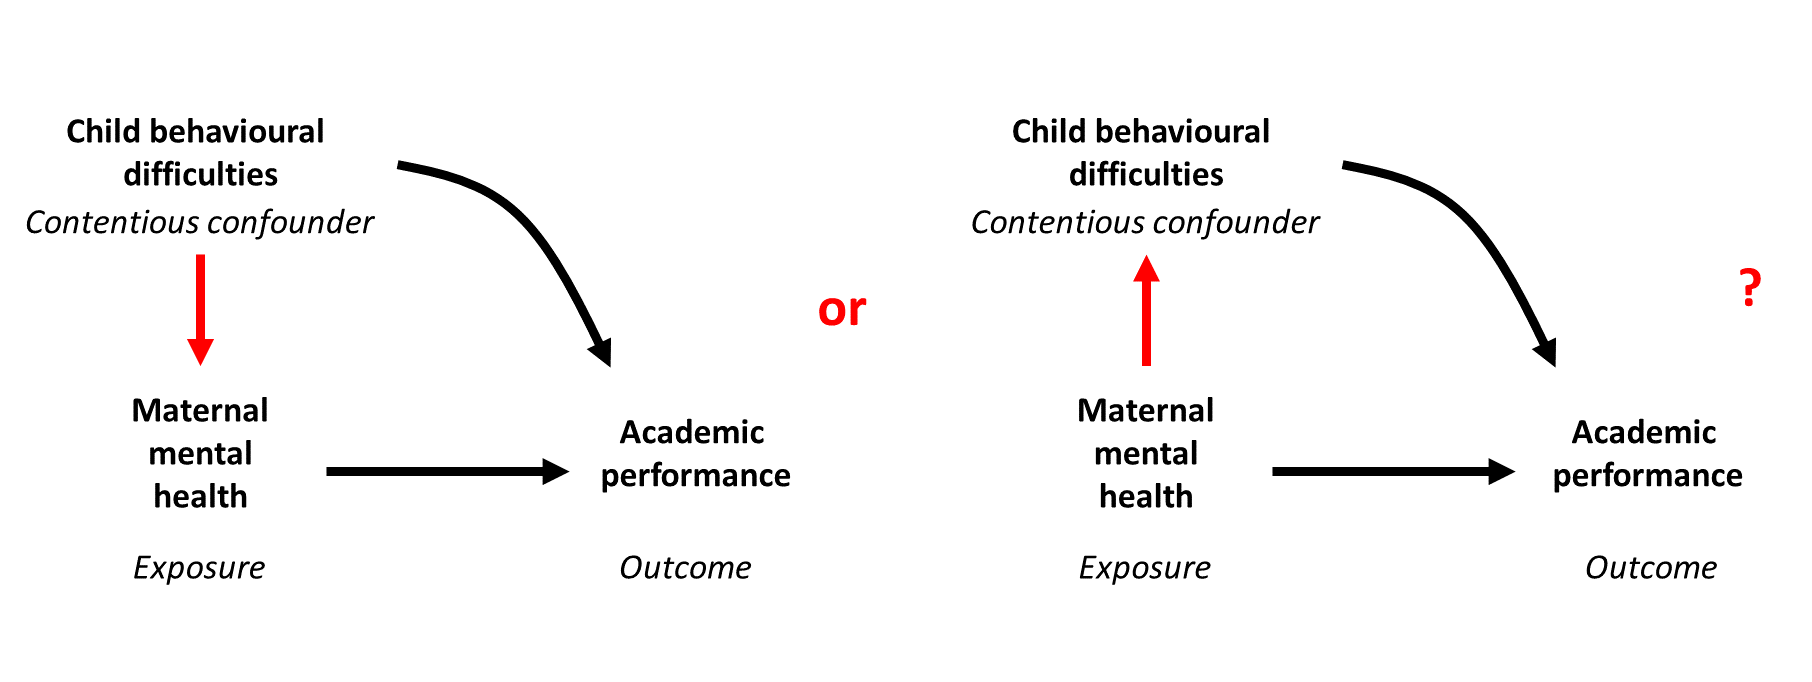 Child behavioural
difficulties
Contentious confounder
Maternal
mental
health
Exposure
Academic
performance
Outcome
or
Child behavioural
difficulties
Contentious confounder
Maternal
mental
health
Exposure
Academic
performance
Outcome
?